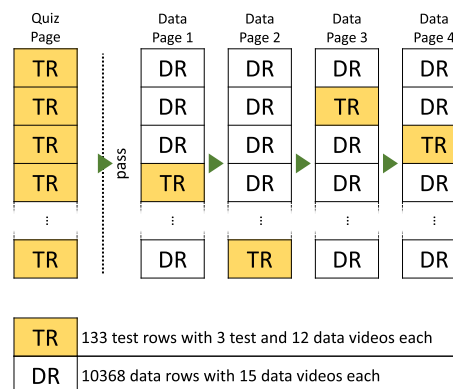 Quiz Page
Data Page 1
Data Page 2
Data Page 3
Data Page 4
TR DR DR DR DR
TR DR DR TR DR
TR DR DR DR TR
pass
TR TR DR DR DR
... ... ... ... ...
TR DR TR DR DR
TR 133 test rows with 3 test and 12 data videos each
DR 10368 data rows with 15 data videos each